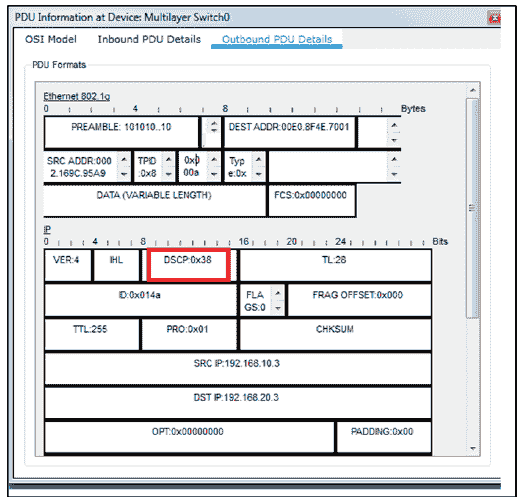 PDU Information at Device: Multilayer Switch0
OSI Model Inbound PDU Details Outbound PDU Details
PDU Formats
Ethernet 802.1q
0 4 8 Bytes
PREAMBLE: 101010..10 DEST ADDR:00E0.8F4E.7001
SRC ADDR:000 TPID 0x0 Typ
2.169C.95A9 :0x8 00a e:0x
DATA (VARIABLE LENGTH) FCS:0x00000000
IP
0 4 8 16 20 24 Bits
VER:4 IHL DSCP:0x38 TL:28
ID:0x014a FLA FRAG OFFSET:0x000
GS:0
TTL:255 PRO:0x01 CHKSUM
SRC IP:192.168.10.3
DST IP:192.168.20.3
OPT:0x00000000 PADDING:0x00